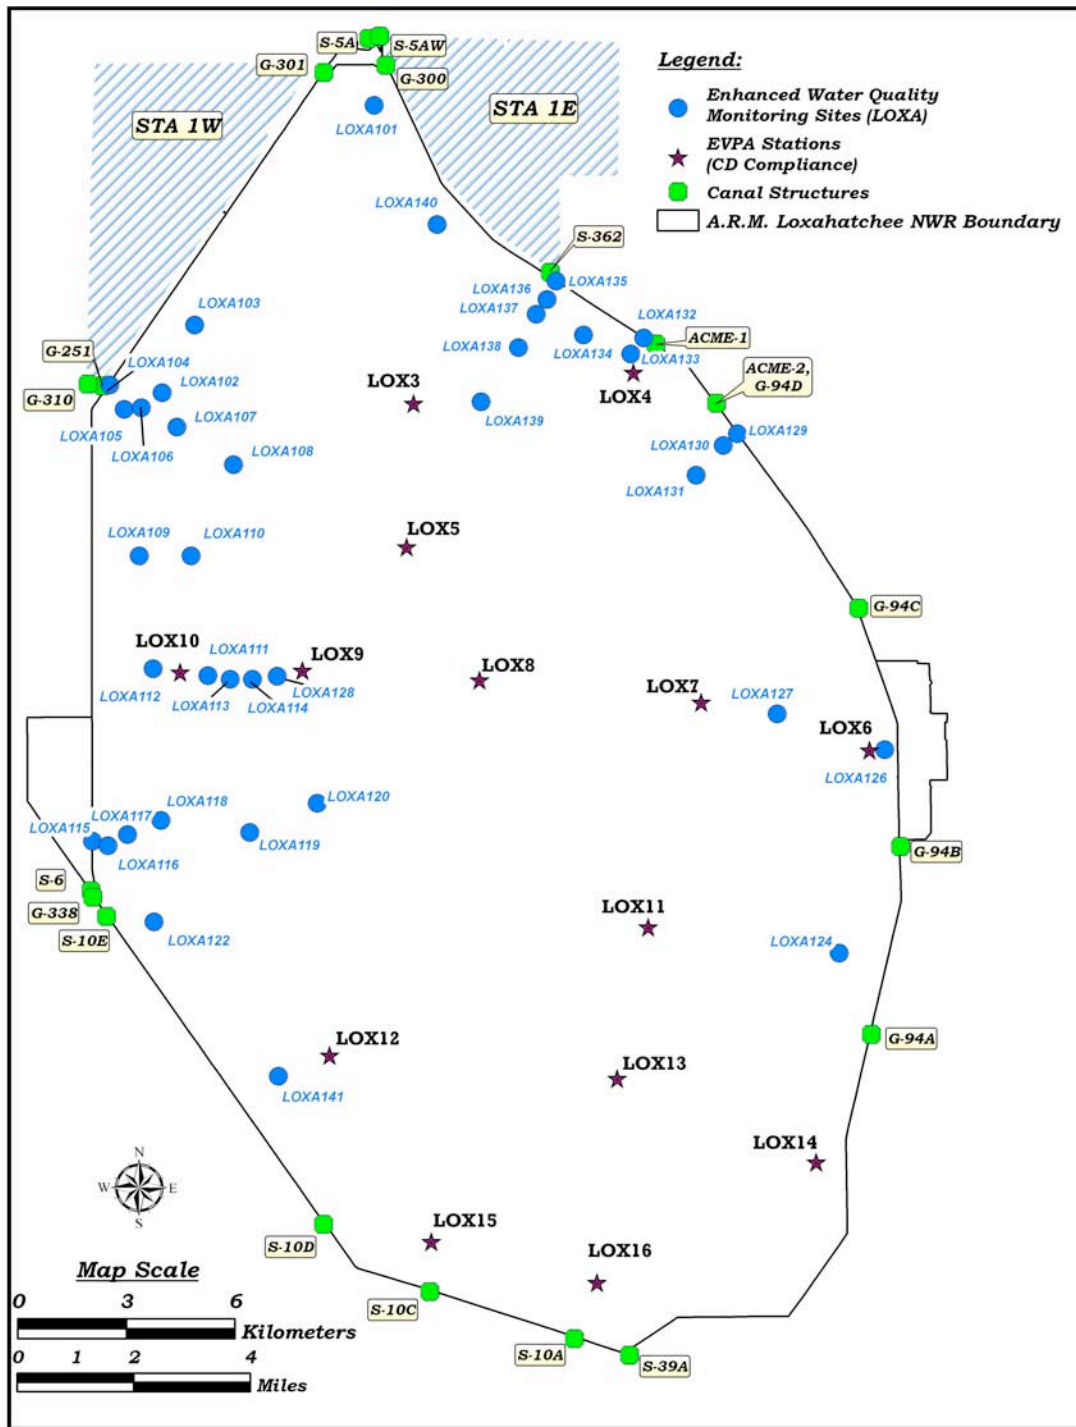 S-5A
S-5AW
G-301
G-300
STA 1W
STA 1E
LOXA101
Legend:
Enhanced Water Quality
Monitoring Sites (LOXA)
EVPA Stations
(CD Compliance)
Canal Structures
A.R.M. Loxahatchee NWR Boundary
LOXA140
S-362
LOXA135
LOXA136
LOXA137
LOXA103
LOXA132
ACME-1
G-251
LOXA104
LOXA138
LOXA134
LOXA133
ACME-2,
G-94D
G-310
LOXA102
LOX3
LOX4
LOXA105
LOXA107
LOXA139
LOXA106
LOXA129
LOXA130
LOXA108
LOXA131
LOXA109
LOXA110
LOX5
G-94C
LOX10
LOXA111
LOX9
LOX8
LOX7
LOXA127
LOXA112
LOXA113
LOXA114
LOXA128
LOX6
LOXA126
LOXA118
LOXA120
LOXA117
LOXA115
LOXA116
LOXA119
G-94B
S-6
G-338
S-10E
LOX11
LOXA122
LOXA124
LOX12
G-94A
LOX13
LOXA141
LOX14
N
W
E
S
LOX15
S-10D
LOX16
Map Scale
0 3 6
Kilometers
S-10C
0 1 2 4
Miles
S-10A
S-39A